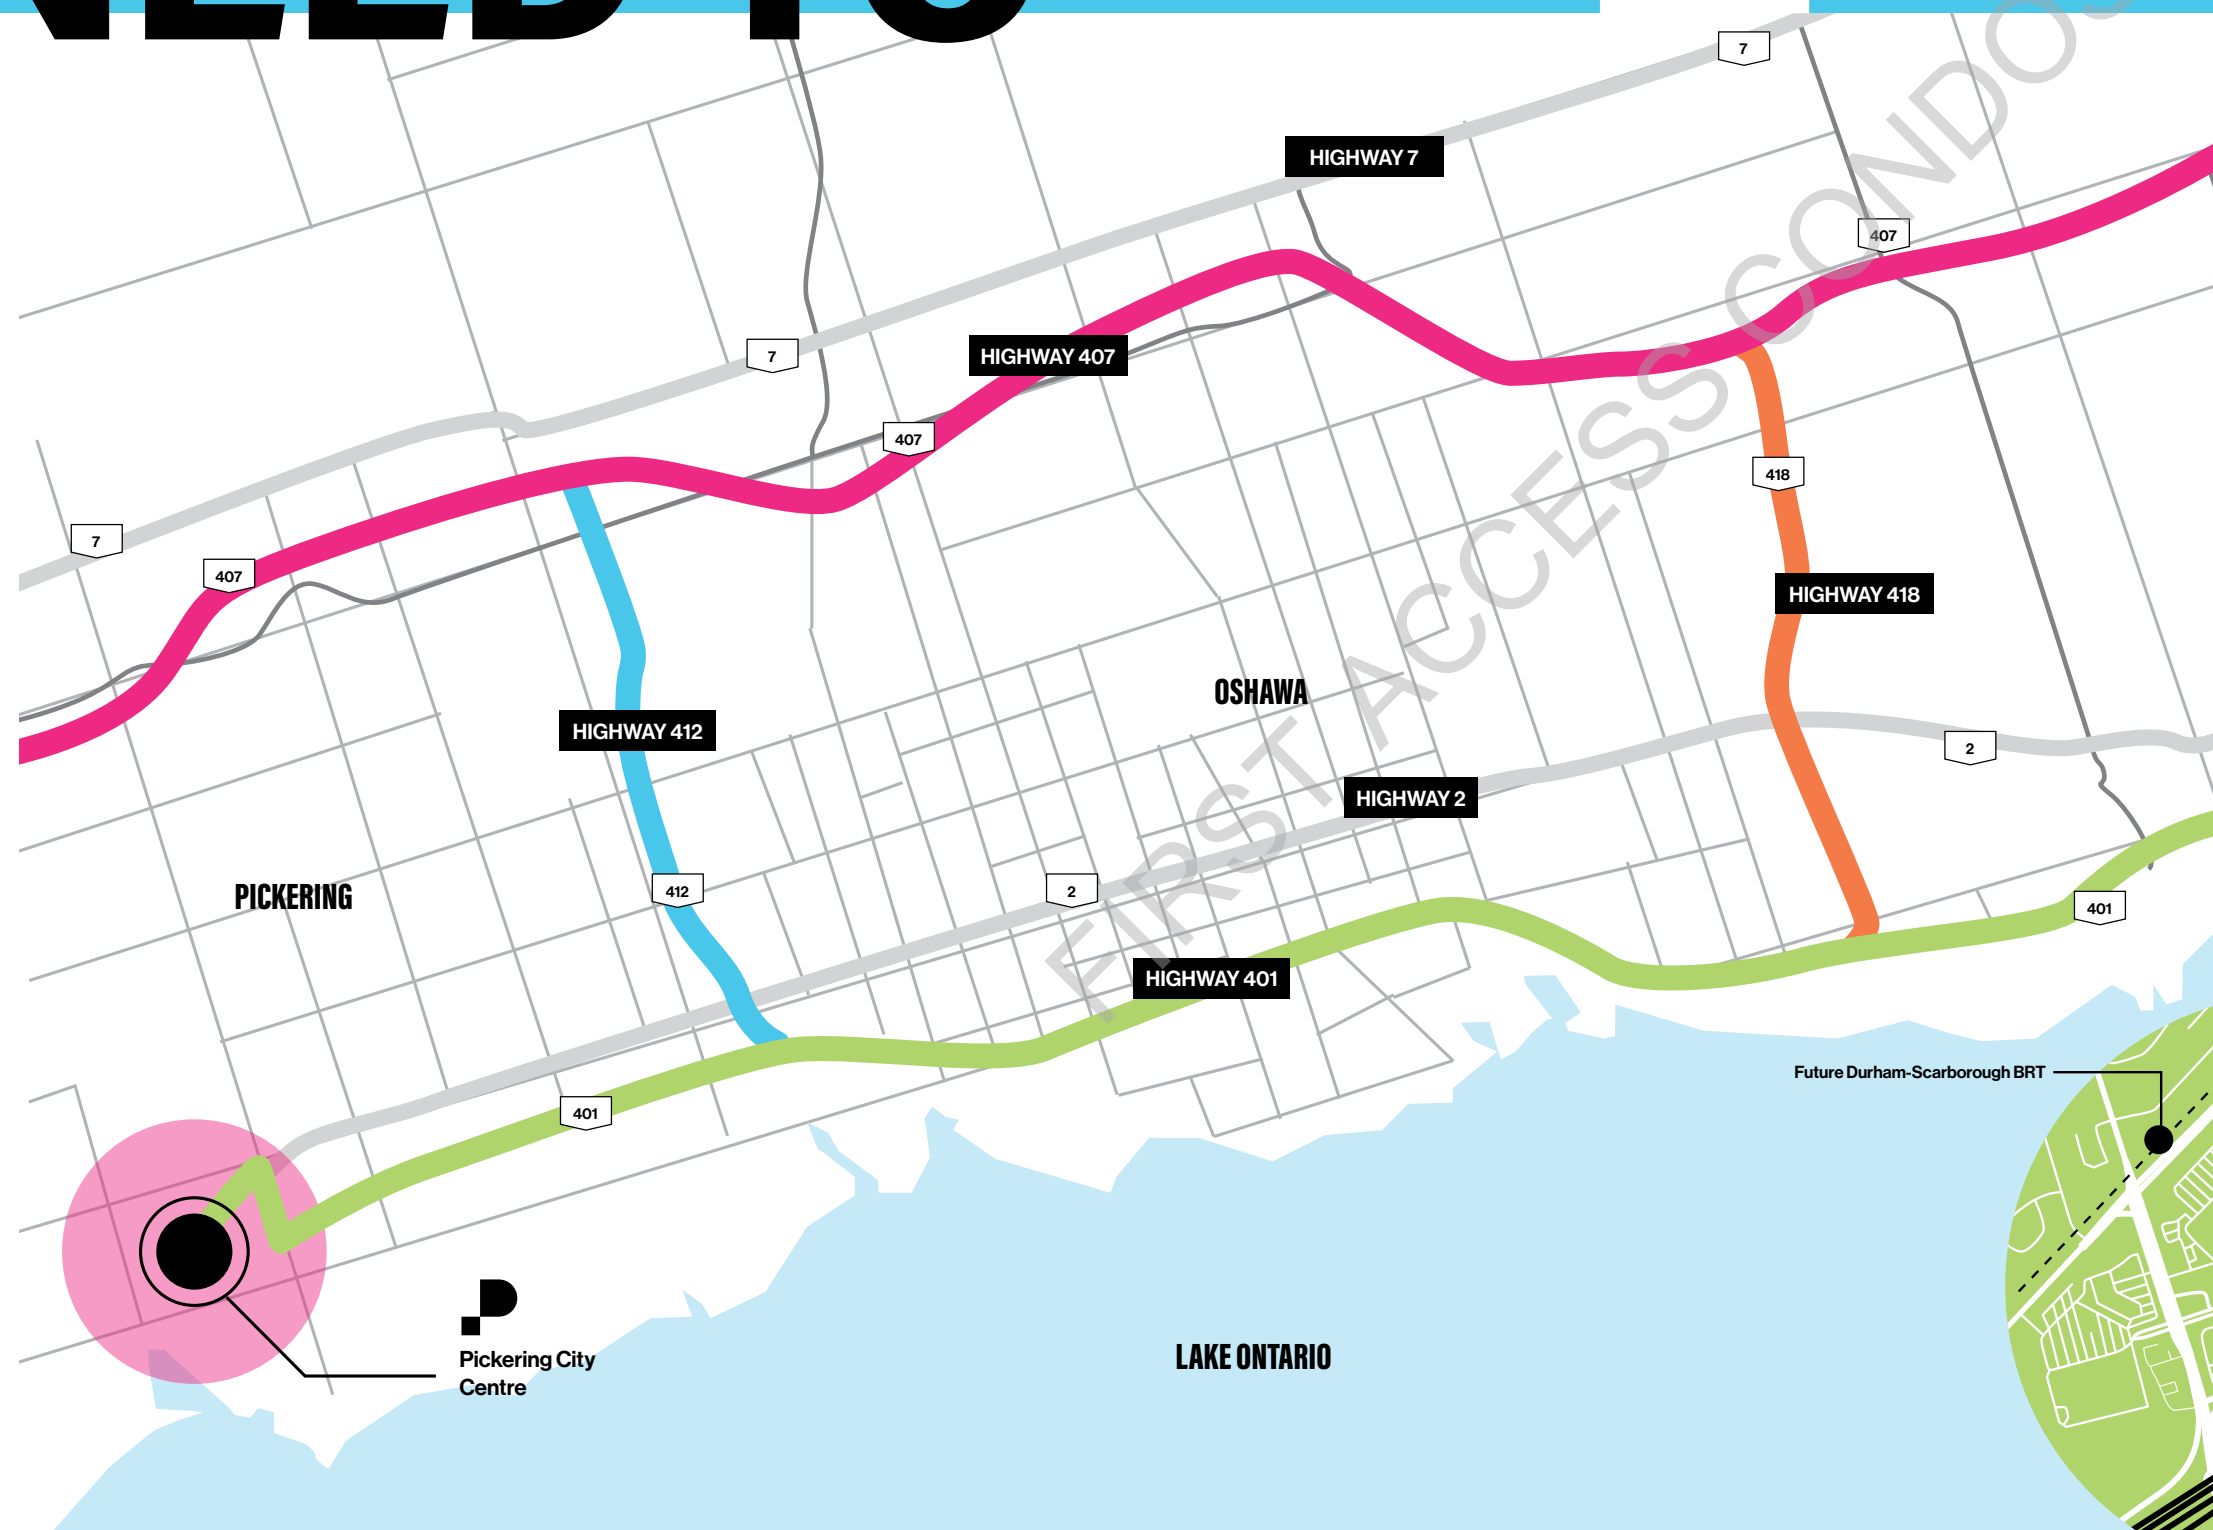 NEED TO
7
HIGHWAY 7
407
7
HIGHWAY 407
407
418
7
407
HIGHWAY 418
OSHAWA
HIGHWAY 412
2
HIGHWAY 2
PICKERING
412
2
401
HIGHWAY 401
FIRST ACCESS CONDOS
Future Durham-Scarborough BRT
401
Pickering City
Centre
LAKE ONTARIO